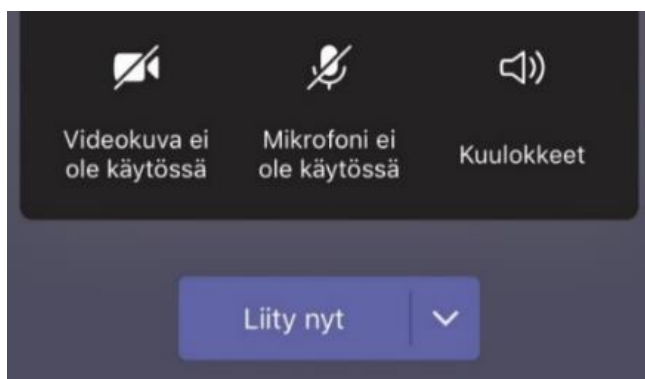 Videokuva ei
ole käytössä
Mikrofoni ei
ole käytössä
Kuulokkeet
Liity nyt